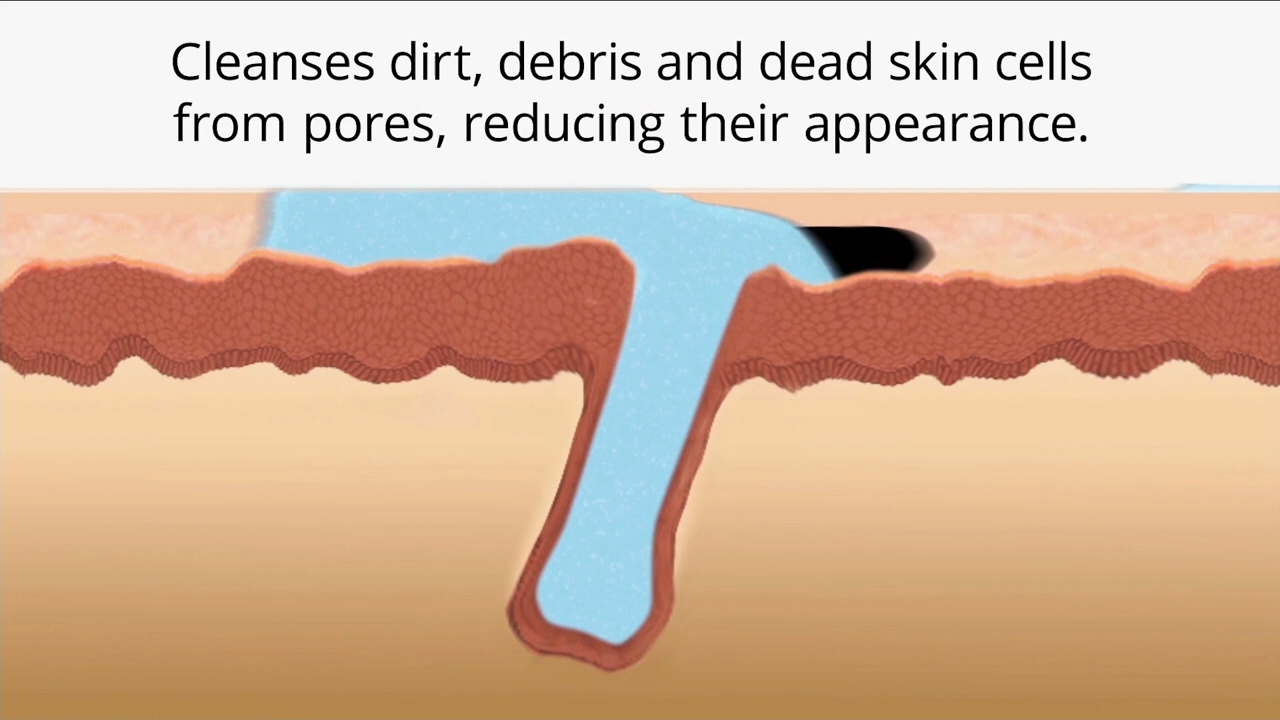 Cleanses dirt, debris and dead skin cells
from pores, reducing their appearance.